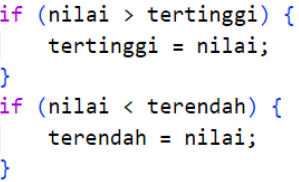 if (nilai > tertinggi) {
    tertinggi = nilai;
}
if (nilai < terendah) {
    terendah = nilai;
}